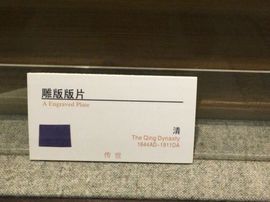 雕版版片
A Engraved Plate
清
The Qing Dynasty
1644AD-1911DA
传世